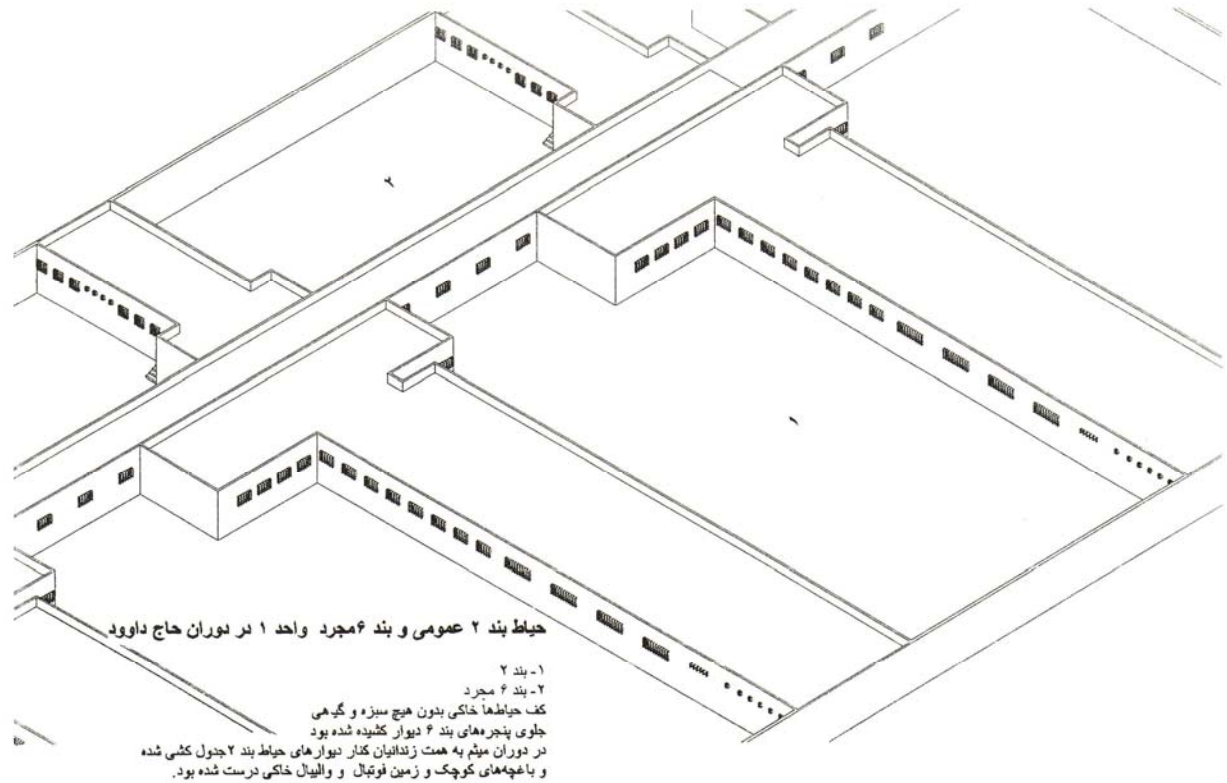 ۲
۱
حیاط بند ۲ عمومی و بند ۶مجرد واحد ۱ در دوران حاج داوود
۱- بند ۲
۲- بند ۶ مجرد
کف حیاطها خاکی بدون هیچ سبزه و گیاهی
جلوی پنجره‌های بند ۶ دیوار کشیده شده بود
در دوران میثم به همت زندانیان کنار دیوارهای حیاط بند ۲جدول کشی شده
و باغچه‌های کوچک و زمین فوتبال و والیبال خاکی درست شده بود.